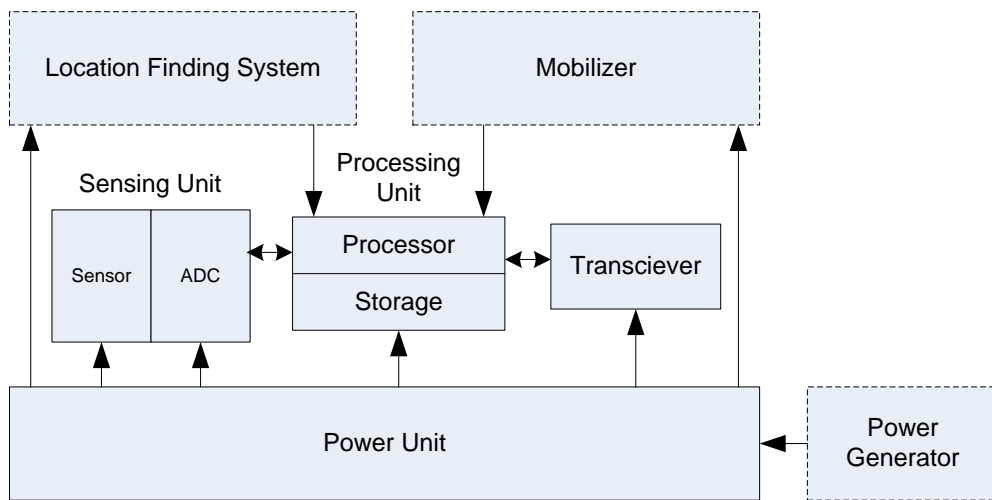 Location Finding System
Mobilizer
Processing
Unit
Sensing Unit
Processor
Sensor
ADC
Transciever
Storage
Power Unit
Power
Generator